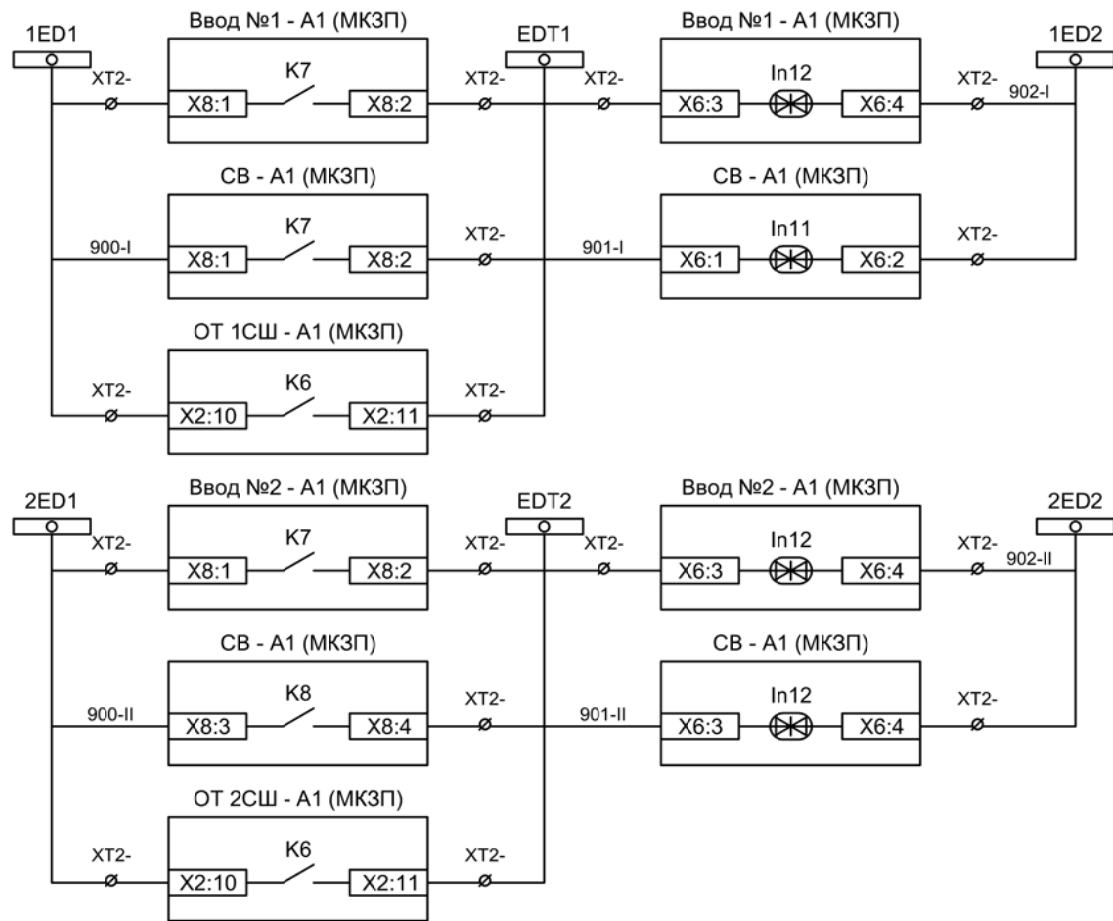 Ввод №1 - А1 (МКЗП)
Ввод №1 - А1 (МКЗП)
1ED1
EDT1
1ED2
XT2-
K7
XT2-
XT2-
In12
XT2-
902-I
X8:1
X8:2
X6:3
X6:4
СВ - А1 (МКЗП)
СВ - А1 (МКЗП)
900-I
K7
XT2-
901-I
In11
XT2-
X8:1
X8:2
X6:1
X6:2
ОТ 1СШ - А1 (МКЗП)
XT2-
K6
XT2-
X2:10
X2:11
Ввод №2 - А1 (МКЗП)
Ввод №2 - А1 (МКЗП)
2ED1
EDT2
2ED2
XT2-
K7
XT2-
XT2-
In12
XT2-
902-II
X8:1
X8:2
X6:3
X6:4
СВ - А1 (МКЗП)
СВ - А1 (МКЗП)
900-II
K8
XT2-
901-II
In12
XT2-
X8:3
X8:4
X6:3
X6:4
ОТ 2СШ - А1 (МКЗП)
XT2-
K6
XT2-
X2:10
X2:11